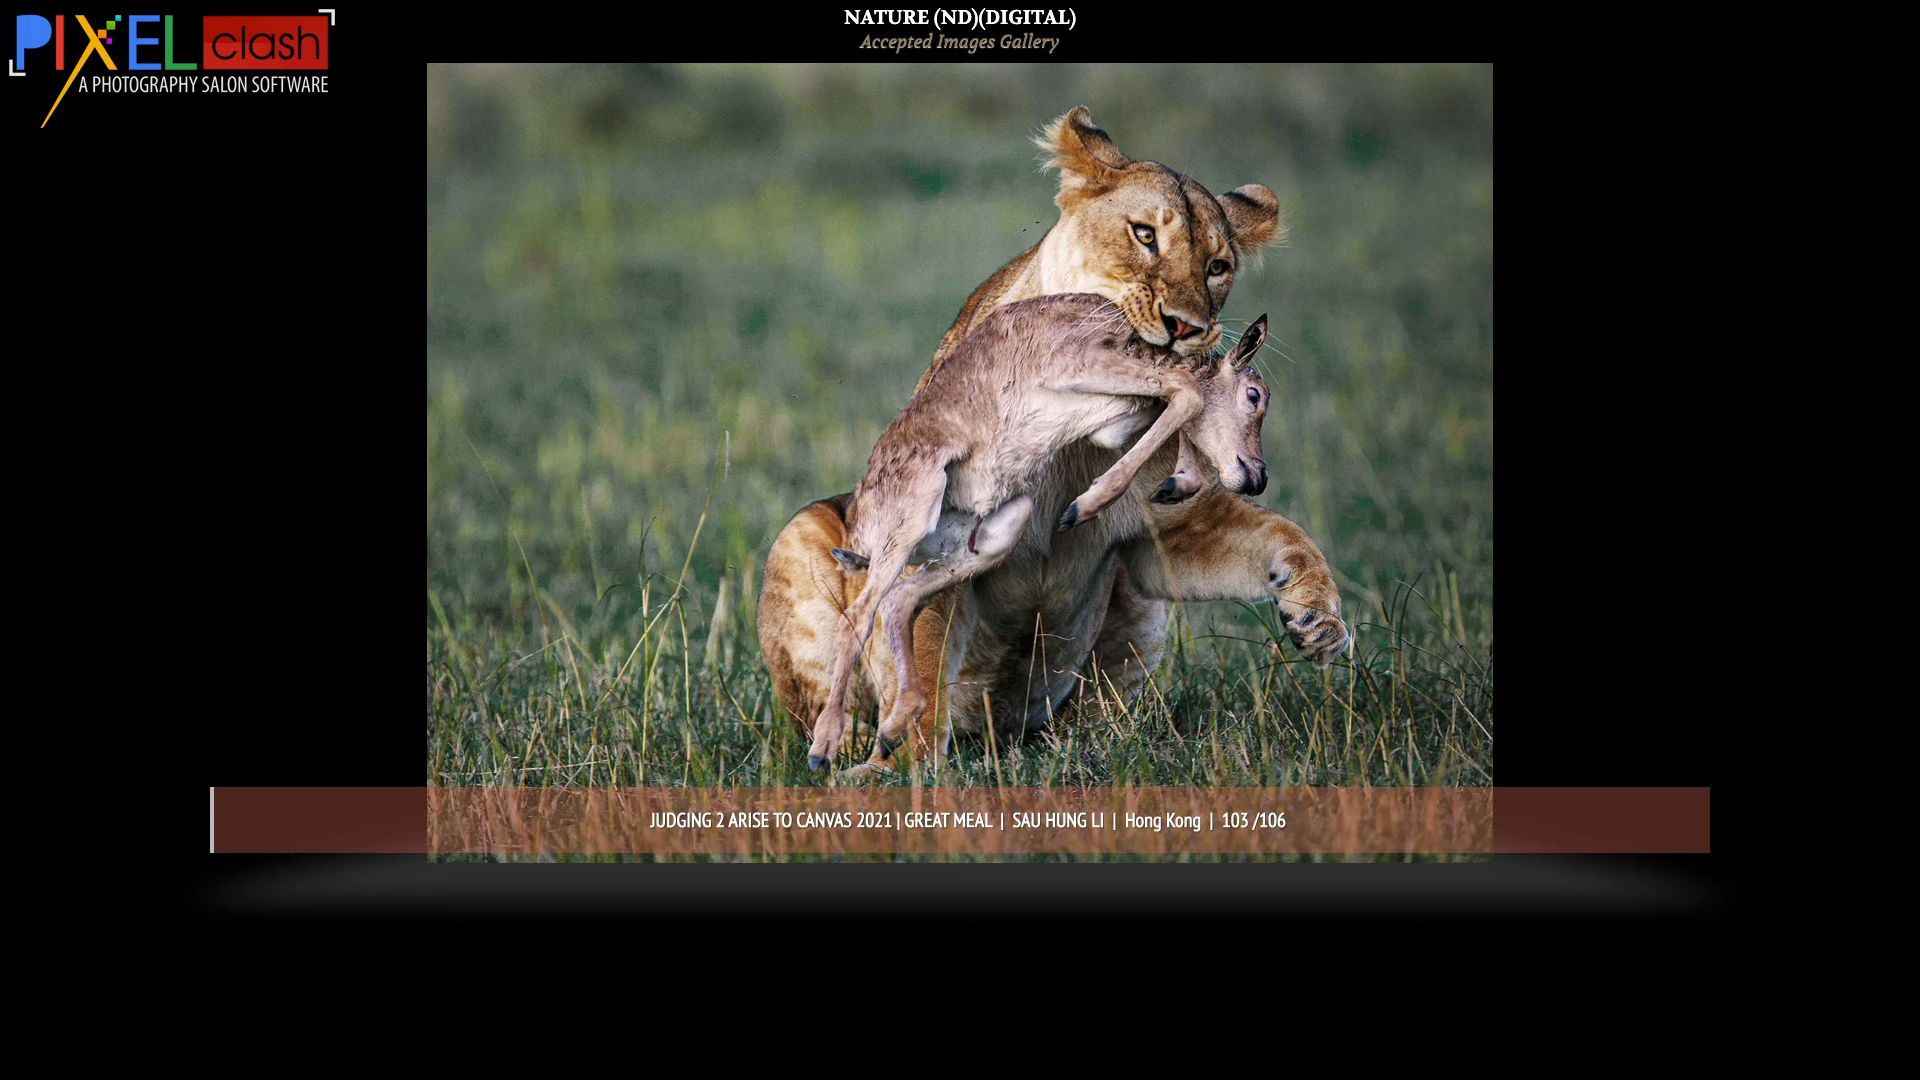 PIXEL clash
A PHOTOGRAPHY SALON SOFTWARE
NATURE (ND)(DIGITAL)
Accepted Images Gallery
JUDGING 2 ARISE TO CANVAS 2021 | GREAT MEAL | SAU HUNG LI | Hong Kong | 103 /106